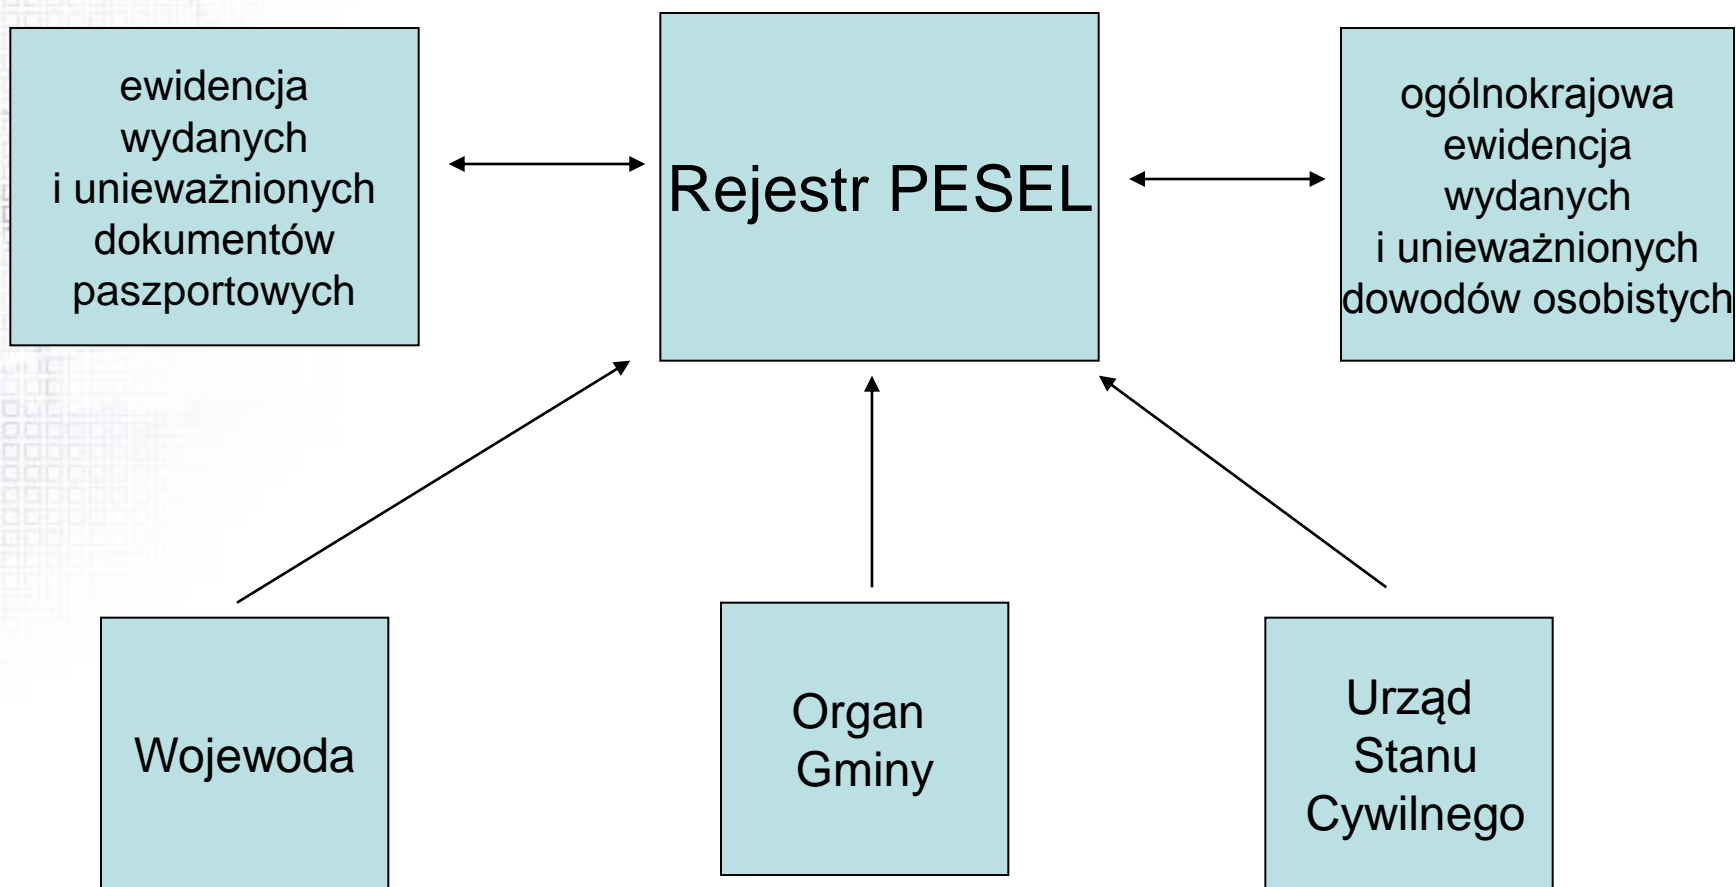 ewidencja
wydanych
i unieważnionych
dokumentów
paszportowych
Rejestr PESEL
ogólnokrajowa
ewidencja
wydanych
i unieważnionych
dowodów osobistych
Wojewoda
Organ
Gminy
Urząd
Stanu
Cywilnego